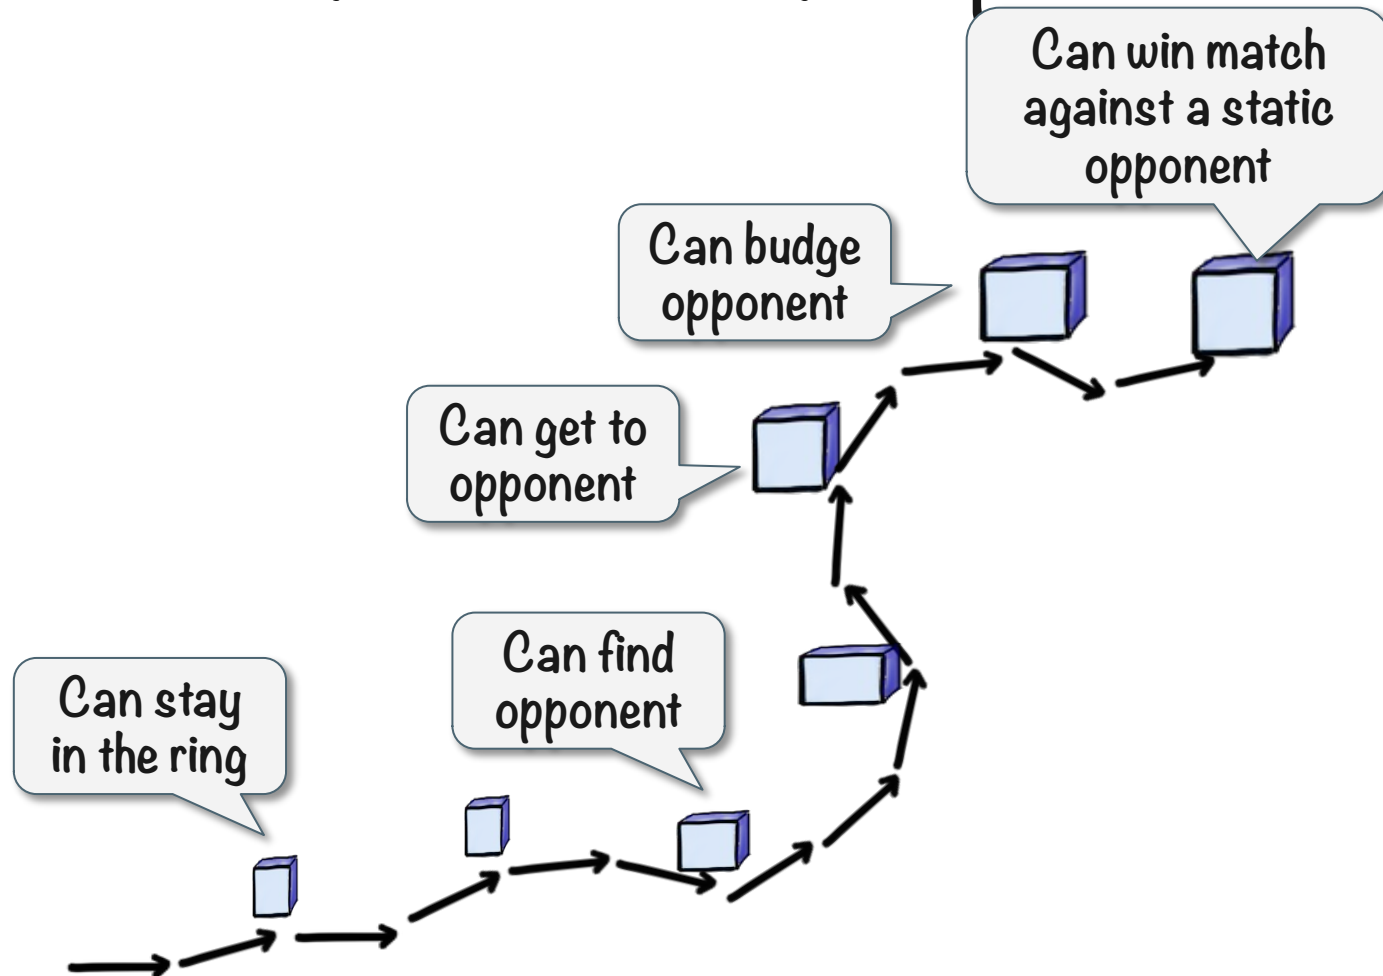 Can win match
against a static
opponent
Can budge
opponent
Can get to
opponent
Can find
opponent
Can stay
in the ring